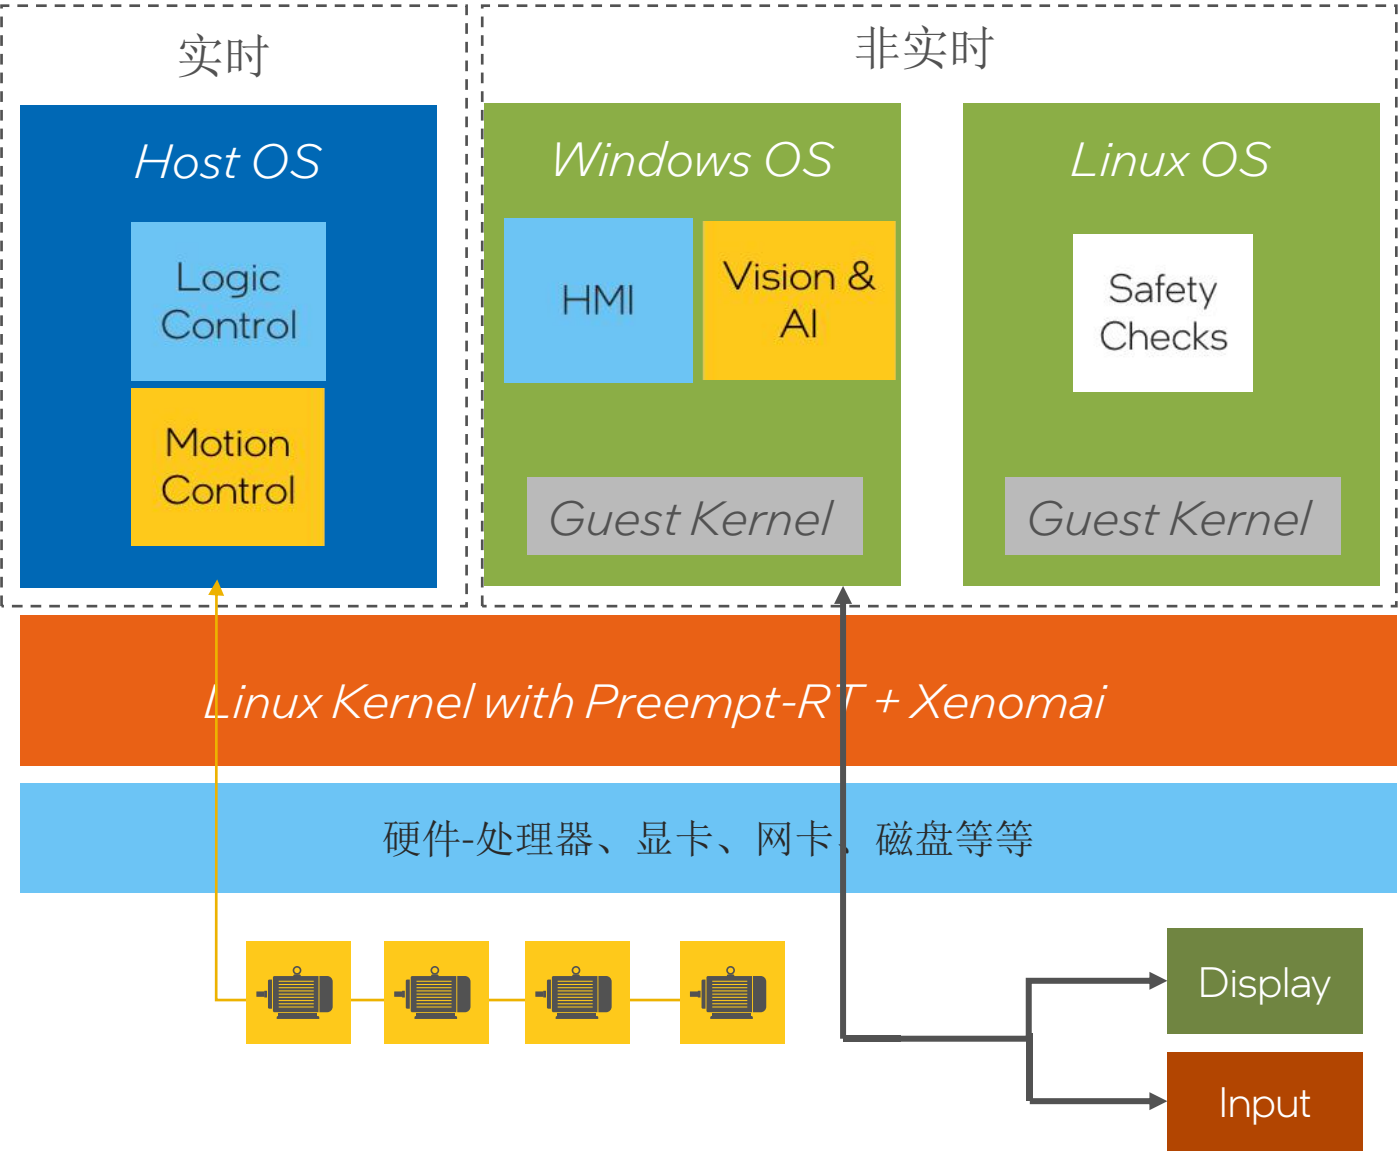 实时
非实时
Host OS
Logic
Control
Motion
Control
Windows OS
HMI
Vision &
AI
Guest Kernel
Linux OS
Safety
Checks
Guest Kernel
Linux Kernel with Preempt-RT + Xenomai
硬件-处理器、显卡、网卡、磁盘等等
Display
Input